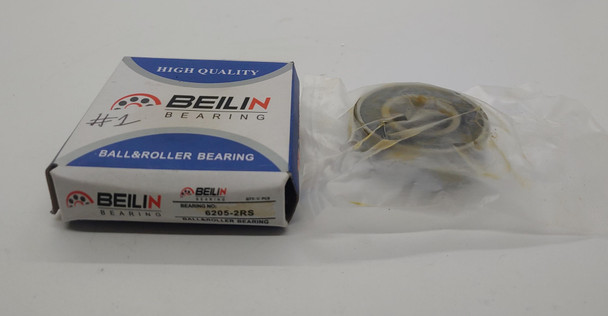 HIGH QUALITY
BEILIN
BEARING
#1
BALL&ROLLER BEARING
BEILIN
BEARING
BEILIN
BEARING
BEARING NO:
6205-2RS
BALL&ROLLER BEARING